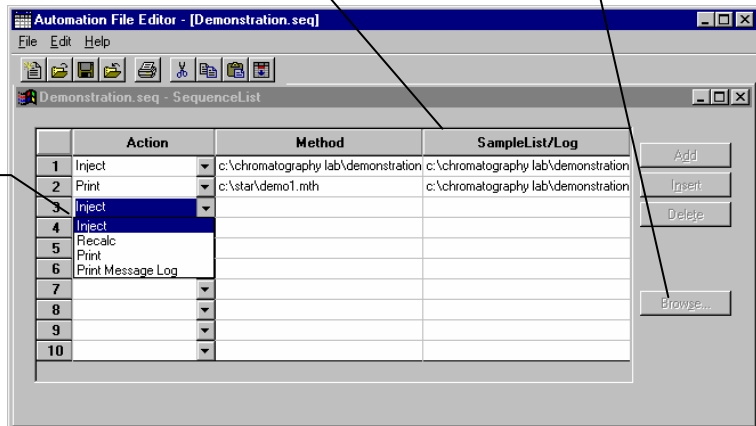 Automation File Editor - [Demonstration.seq]
File Edit Help
Demonstration.seq - SequenceList
Action Method SampleList/Log
1 Inject c:\chromatography lab\demonstration c:\chromatography lab\demonstration
2 Print c:\star\demo1.mth c:\chromatography lab\demonstration
3 Inject
4 Inject
5 Recalc
Print
6 Print Message Log
7
8
9
10
Add
Insert
Delete
Browse...